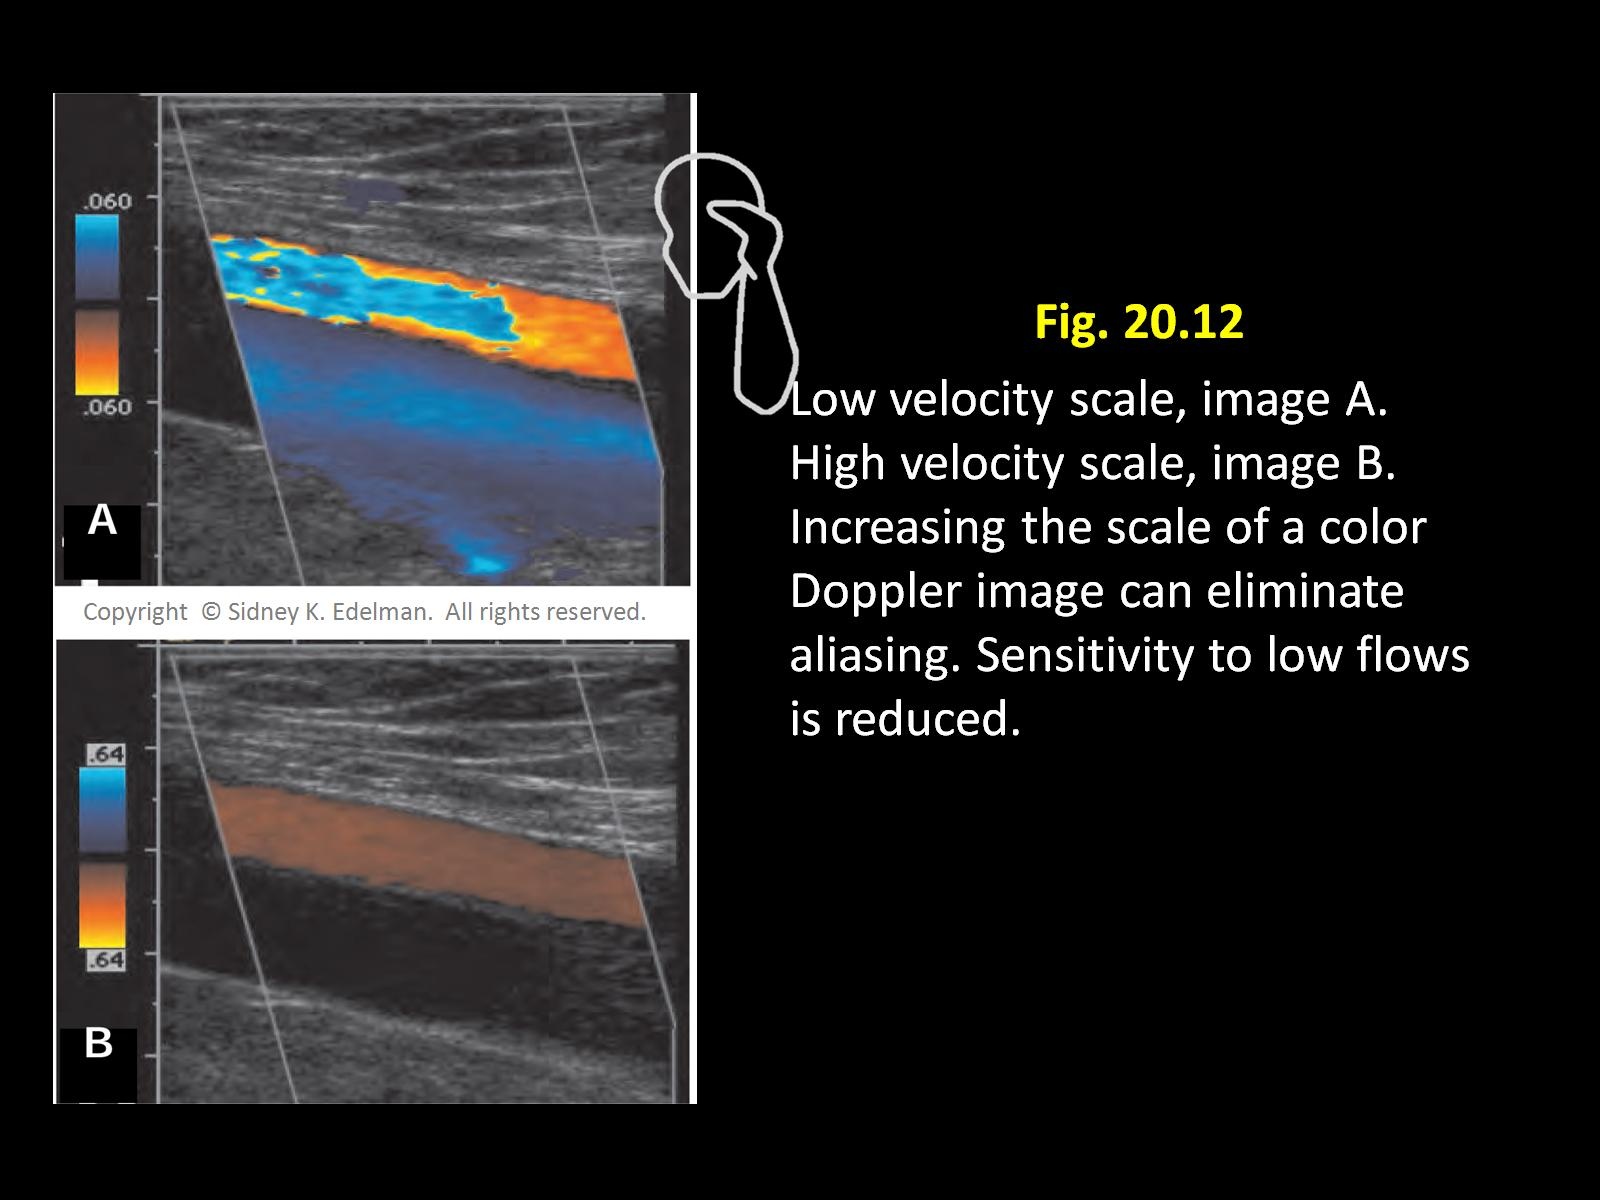 .060
.060
A
Copyright © Sidney K. Edelman. All rights reserved.
.64
.64
B
Fig. 20.12
Low velocity scale, image A.
High velocity scale, image B.
Increasing the scale of a color
Doppler image can eliminate
aliasing. Sensitivity to low flows
is reduced.